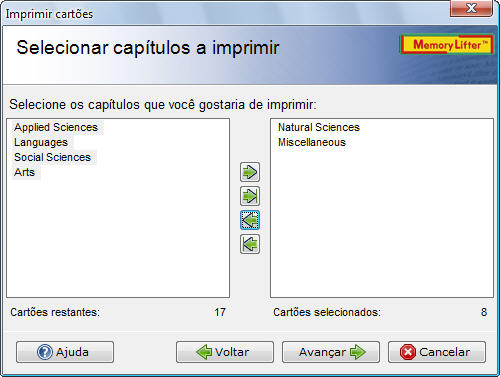 Imprimir cartões
Selecionar capítulos a imprimir
MemoryLifter™
Selecione os capítulos que você gostaria de imprimir:
Applied Sciences
Languages
Social Sciences
Arts
Natural Sciences
Miscellaneous
Cartões restantes: 17
Cartões selecionados: 8
Ajuda
Voltar
Avançar
Cancelar